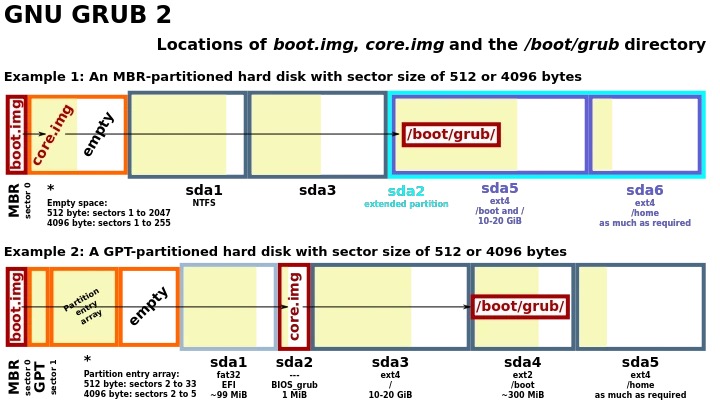 GNU GRUB 2
Locations of boot.img, core.img and the /boot/grub directory
Example 1: An MBR-partitioned hard disk with sector size of 512 or 4096 bytes
boot.img
core.img
empty
/boot/grub/
MBR
sector 0
*
Empty space:
512 byte: sectors 1 to 2047
4096 byte: sectors 1 to 255
sda1
NTFS
sda3
sda2
extended partition
sda5
ext4
/boot and /
10-20 GiB
sda6
ext4
/home
as much as required
Example 2: A GPT-partitioned hard disk with sector size of 512 or 4096 bytes
boot.img
Partition
entry
array
empty
core.img
/boot/grub/
MBR
sector 0
GPT
sector 1
*
Partition entry array:
512 byte: sectors 2 to 33
4096 byte: sectors 2 to 5
sda1
fat32
EFI
~99 MiB
sda2
---
BIOS_grub
1 MiB
sda3
ext4
/
10-20 GiB
sda4
ext2
/boot
~300 MiB
sda5
ext4
/home
as much as required